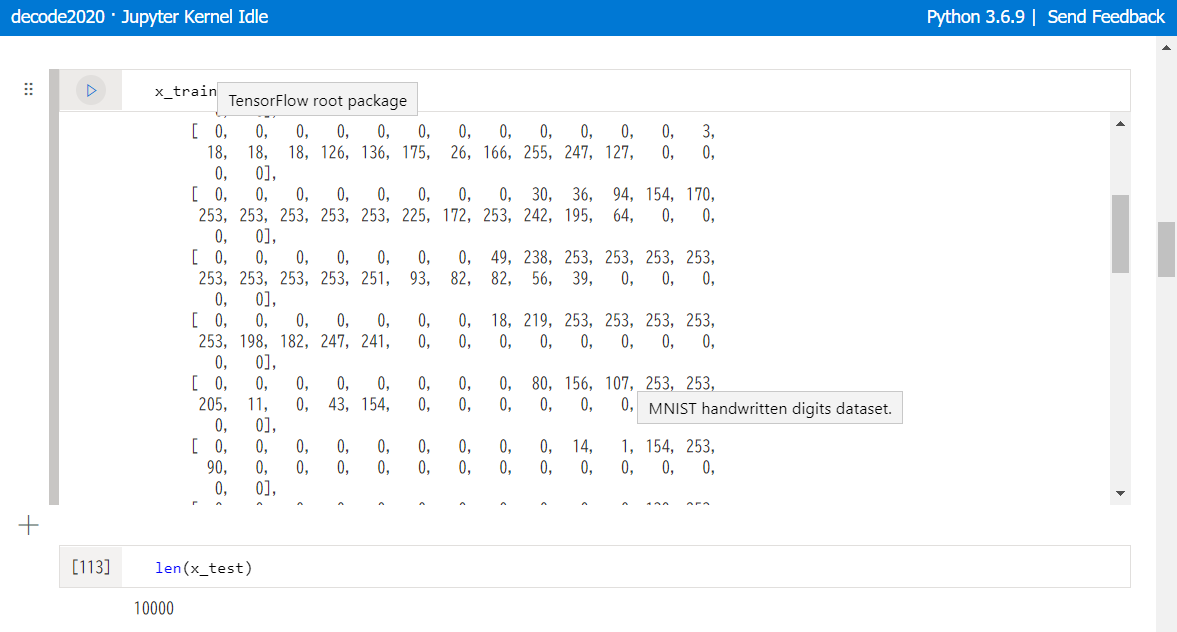 decode2020 · Jupyter Kernel Idle Python 3.6.9 | Send Feedback
x_train
TensorFlow root package
[ 0, 0, 0, 0, 0, 0, 0, 0, 0, 0, 0, 0, 3,
18, 18, 18, 126, 136, 175, 26, 166, 255, 247, 127, 0, 0,
0, 0],
[ 0, 0, 0, 0, 0, 0, 0, 0, 30, 36, 94, 154, 170,
253, 253, 253, 253, 253, 225, 172, 253, 242, 195, 64, 0, 0,
0, 0],
[ 0, 0, 0, 0, 0, 0, 0, 49, 238, 253, 253, 253, 253,
253, 253, 253, 253, 251, 93, 82, 82, 56, 39, 0, 0, 0,
0, 0],
[ 0, 0, 0, 0, 0, 0, 0, 18, 219, 253, 253, 253, 253,
253, 198, 182, 247, 241, 0, 0, 0, 0, 0, 0, 0, 0,
0, 0],
[ 0, 0, 0, 0, 0, 0, 0, 0, 80, 156, 107, 253, 253,
205, 11, 0, 43, 154, 0, 0, 0, 0, 0,
MNIST handwritten digits dataset.
0, 0],
[ 0, 0, 0, 0, 0, 0, 0, 0, 0, 14, 1, 154, 253,
90, 0, 0, 0, 0, 0, 0, 0, 0, 0, 0, 0, 0,
0, 0],
[113] len(x_test)
10000